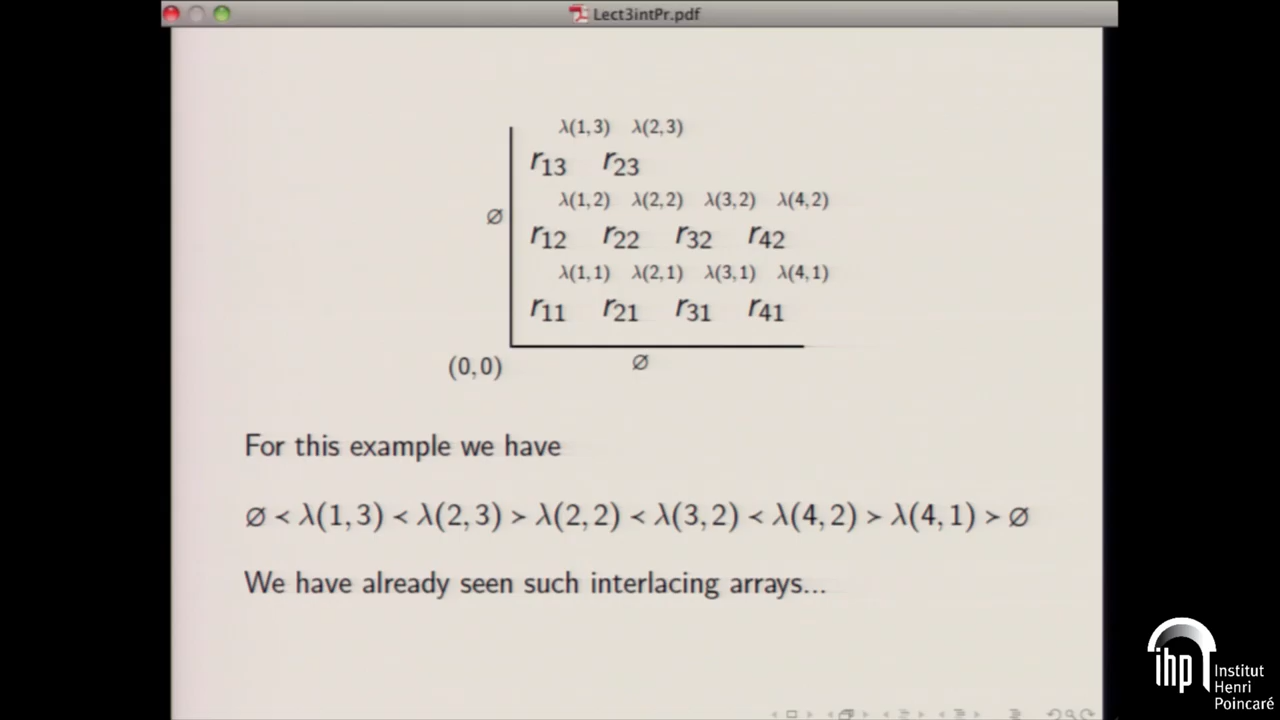 Lect3intPr.pdf
λ(1,3) λ(2,3)
r₁₃ r₂₃
λ(1,2) λ(2,2) λ(3,2) λ(4,2)
∅
r₁₂ r₂₂ r₃₂ r₄₂
λ(1,1) λ(2,1) λ(3,1) λ(4,1)
r₁₁ r₂₁ r₃₁ r₄₁
(0,0) ∅
For this example we have
∅ ≺ λ(1,3) ≺ λ(2,3) ≻ λ(2,2) ≺ λ(3,2) ≺ λ(4,2) ≻ λ(4,1) ≻ ∅
We have already seen such interlacing arrays...
ihp Institut
Henri
Poincaré